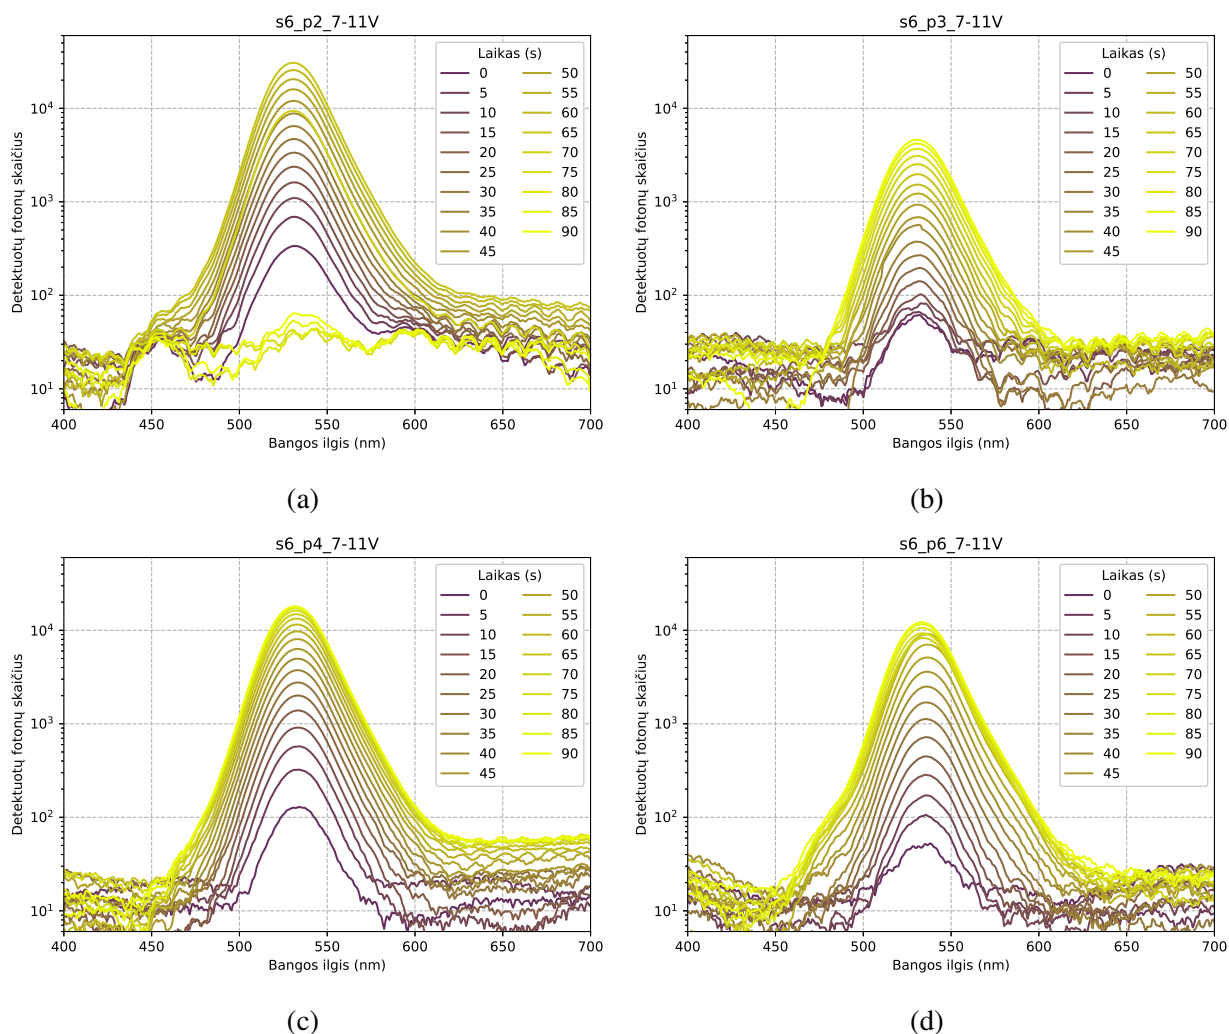 s6_p2_7-11V
Detektuotų fotonų skaičius
10⁴
10³
10²
10¹
400 450 500 550 600 650 700
Bangos ilgis (nm)
Laikas (s)
0 50
5 55
10 60
15 65
20 70
25 75
30 80
35 85
40 90
45
(a)
s6_p3_7-11V
Detektuotų fotonų skaičius
10⁴
10³
10²
10¹
400 450 500 550 600 650 700
Bangos ilgis (nm)
Laikas (s)
0 50
5 55
10 60
15 65
20 70
25 75
30 80
35 85
40 90
45
(b)
s6_p4_7-11V
Detektuotų fotonų skaičius
10⁴
10³
10²
10¹
400 450 500 550 600 650 700
Bangos ilgis (nm)
Laikas (s)
0 50
5 55
10 60
15 65
20 70
25 75
30 80
35 85
40 90
45
(c)
s6_p6_7-11V
Detektuotų fotonų skaičius
10⁴
10³
10²
10¹
400 450 500 550 600 650 700
Bangos ilgis (nm)
Laikas (s)
0 50
5 55
10 60
15 65
20 70
25 75
30 80
35 85
40 90
45
(d)